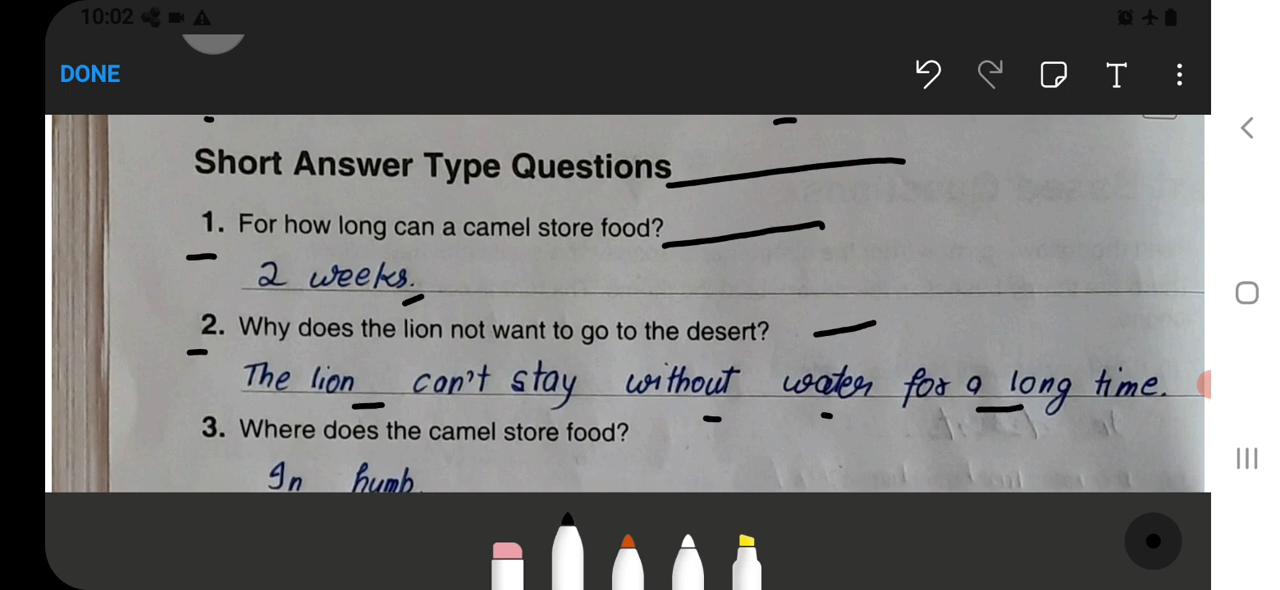 10:02
DONE
T
Short Answer Type Questions
1. For how long can a camel store food?
2 weeks.
2. Why does the lion not want to go to the desert?
The lion can't stay without water for a long time.
3. Where does the camel store food?
In humb